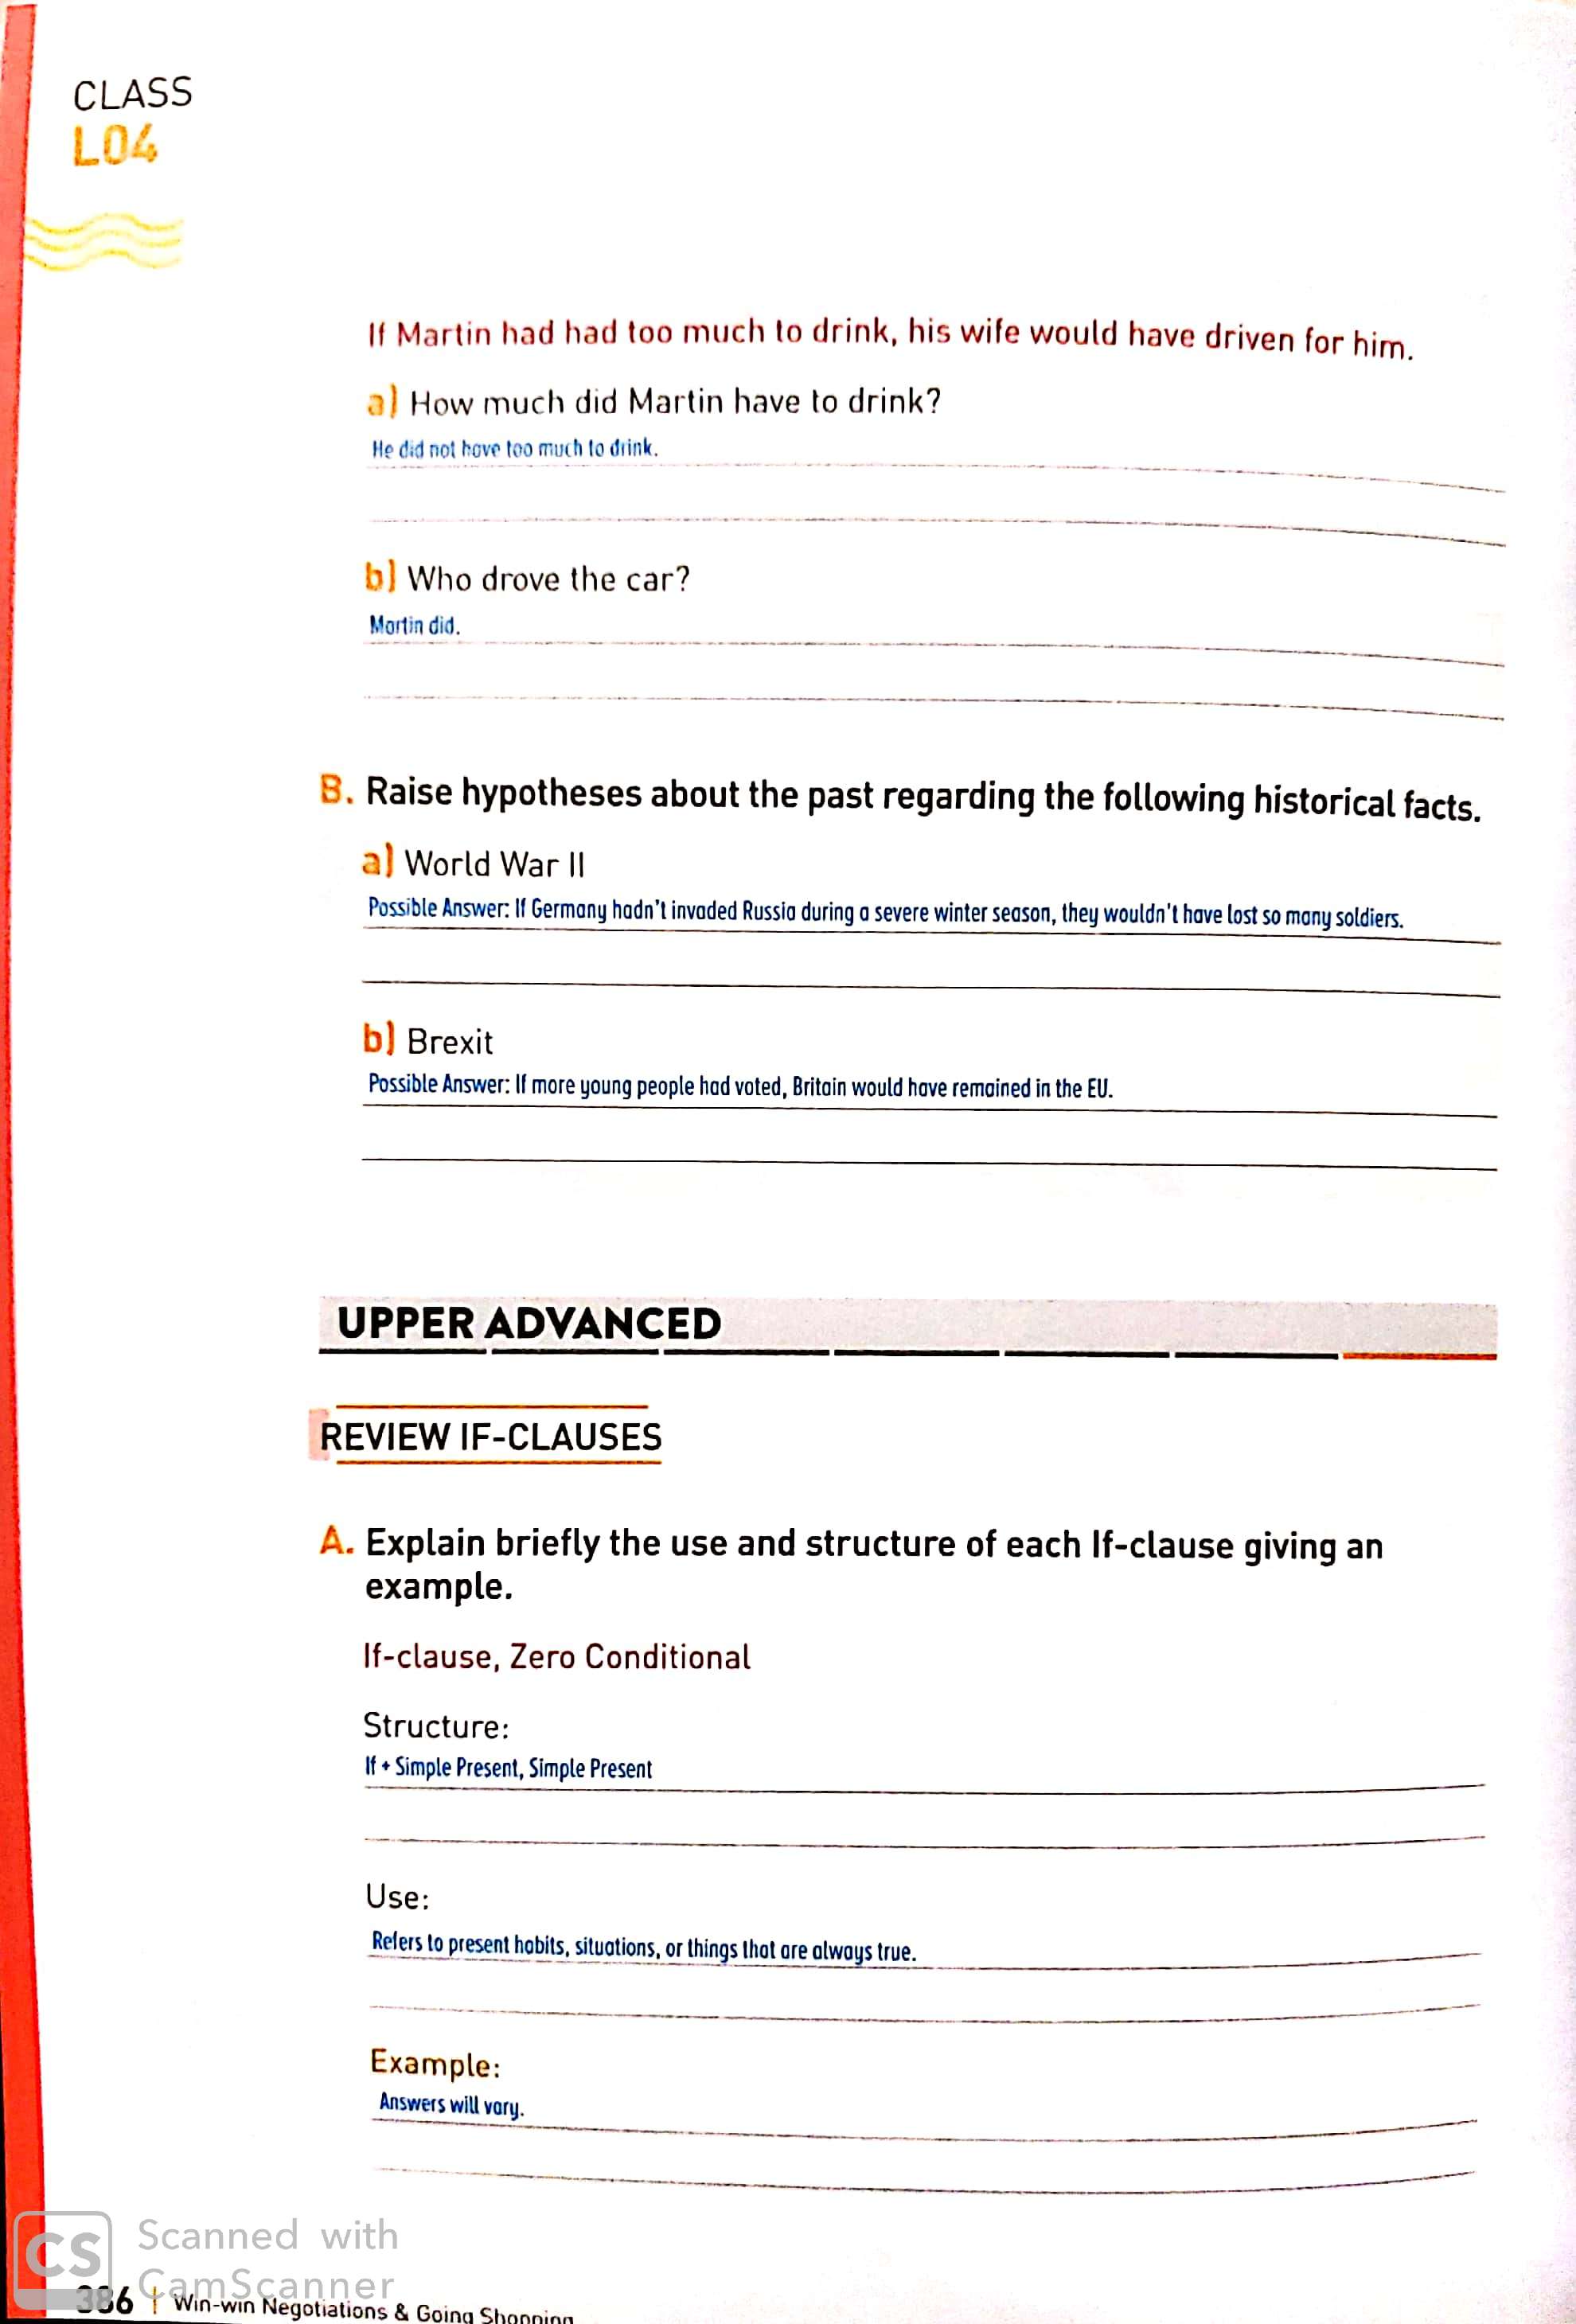 CLASS
L04
If Martin had had too much to drink, his wife would have driven for him.
a) How much did Martin have to drink?
He did not have too much to drink.
b) Who drove the car?
Martin did.
B. Raise hypotheses about the past regarding the following historical facts.
a) World War II
Possible Answer: If Germany hadn't invaded Russia during a severe winter season, they wouldn't have lost so many soldiers.
b) Brexit
Possible Answer: If more young people had voted, Britain would have remained in the EU.
UPPER ADVANCED
REVIEW IF-CLAUSES
A. Explain briefly the use and structure of each If-clause giving an
example.
If-clause, Zero Conditional
Structure:
If + Simple Present, Simple Present
Use:
Refers to present habits, situations, or things that are always true.
Example:
Answers will vary.
CS Scanned with
CamScanner
386 | Win-win Negotiations & Going Shopping